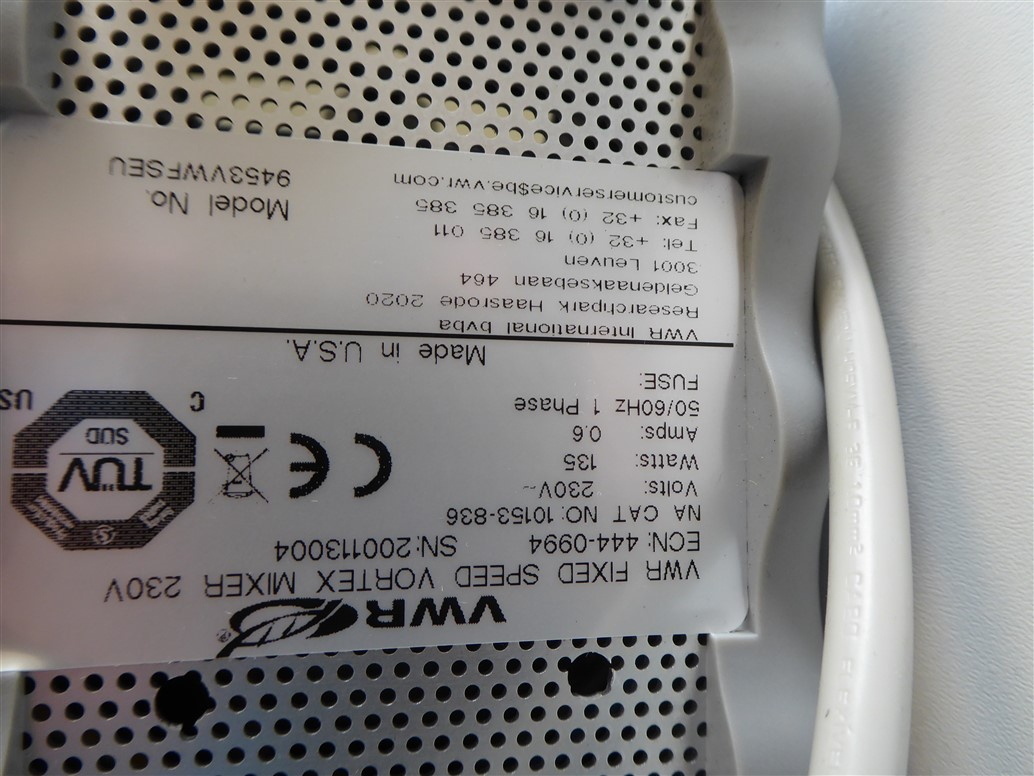 VWR®
VWR FIXED SPEED VORTEX MIXER 230V
ECN: 444-0994 SN: 200113004
NA CAT NO: 10153-836
Volts: 230V~
Watts: 135
Amps: 0.6
50/60Hz 1 Phase
FUSE:
Made in U.S.A.
TÜV
SUD
C US
VWR International bvba
Researchpark Haasrode 2020
Geldenaaksebaan 464
3001 Leuven
Tel: +32 (0) 16 385 011
Fax: +32 (0) 16 385 385
customerservice$be.vwr.com
Model No.
9453VWFSEU